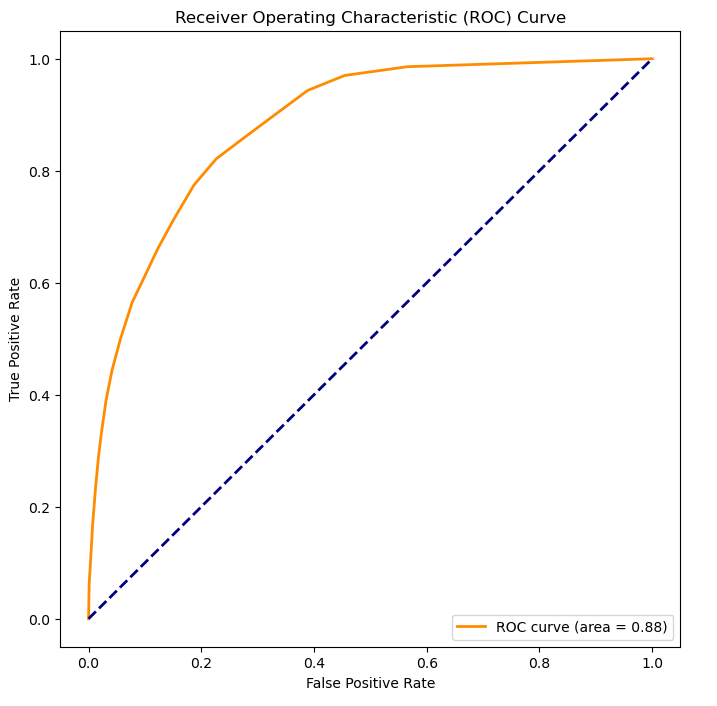 Receiver Operating Characteristic (ROC) Curve
True Positive Rate
1.0
0.8
0.6
0.4
0.2
0.0
ROC curve (area = 0.88)
0.0 0.2 0.4 0.6 0.8 1.0
False Positive Rate